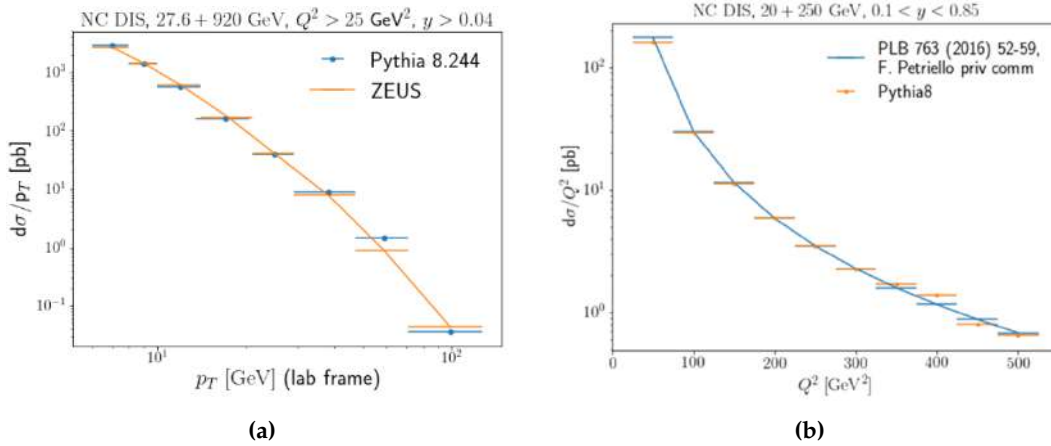 NC DIS, 27.6 + 920 GeV, Q² > 25 GeV², y > 0.04
10³
10²
10¹
10⁰
10⁻¹
dσ/p_T [pb]
Pythia 8.244
ZEUS
10¹
10²
p_T [GeV] (lab frame)
(a)
NC DIS, 20 + 250 GeV, 0.1 < y < 0.85
10²
10¹
10⁰
dσ/Q² [pb]
PLB 763 (2016) 52-59,
F. Petriello priv comm
Pythia8
0 100 200 300 400 500
Q² [GeV²]
(b)